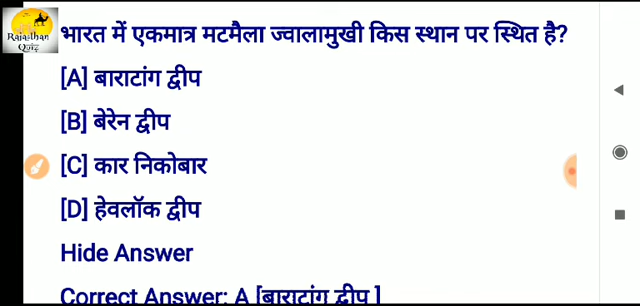 Rajasthan
Quiz
भारत में एकमात्र मटमैला ज्वालामुखी किस स्थान पर स्थित है?
[A] बाराटांग द्वीप
[B] बेरेन द्वीप
[C] कार निकोबार
[D] हेवलॉक द्वीप
Hide Answer
Correct Answer: A [बाराटांग द्वीप ]